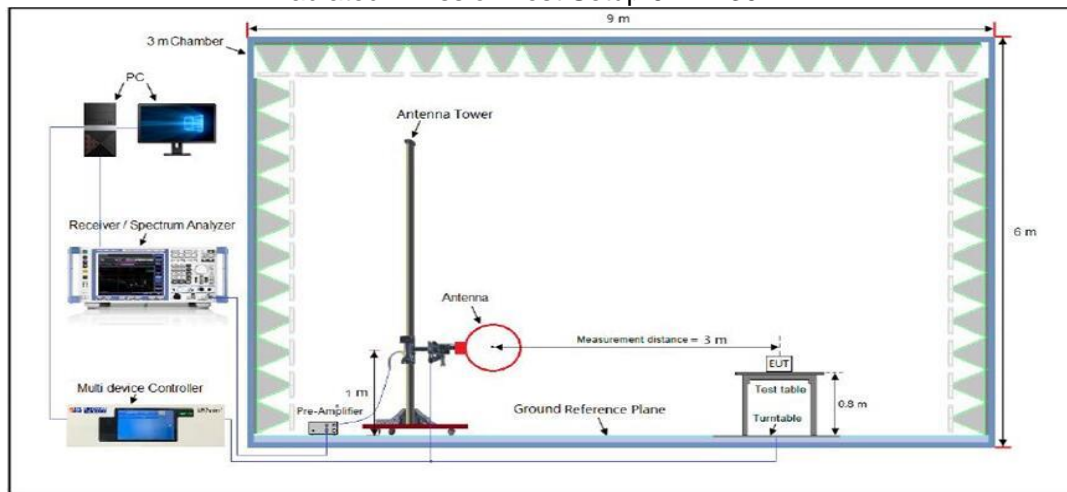 9 m
3 m Chamber
PC
Antenna Tower
Receiver / Spectrum Analyzer
6 m
Antenna
Measurement distance = 3 m
EUT
Multi device Controller
1 m
Test table
0.8 m
Pre-Amplifier
Ground Reference Plane
Turntable